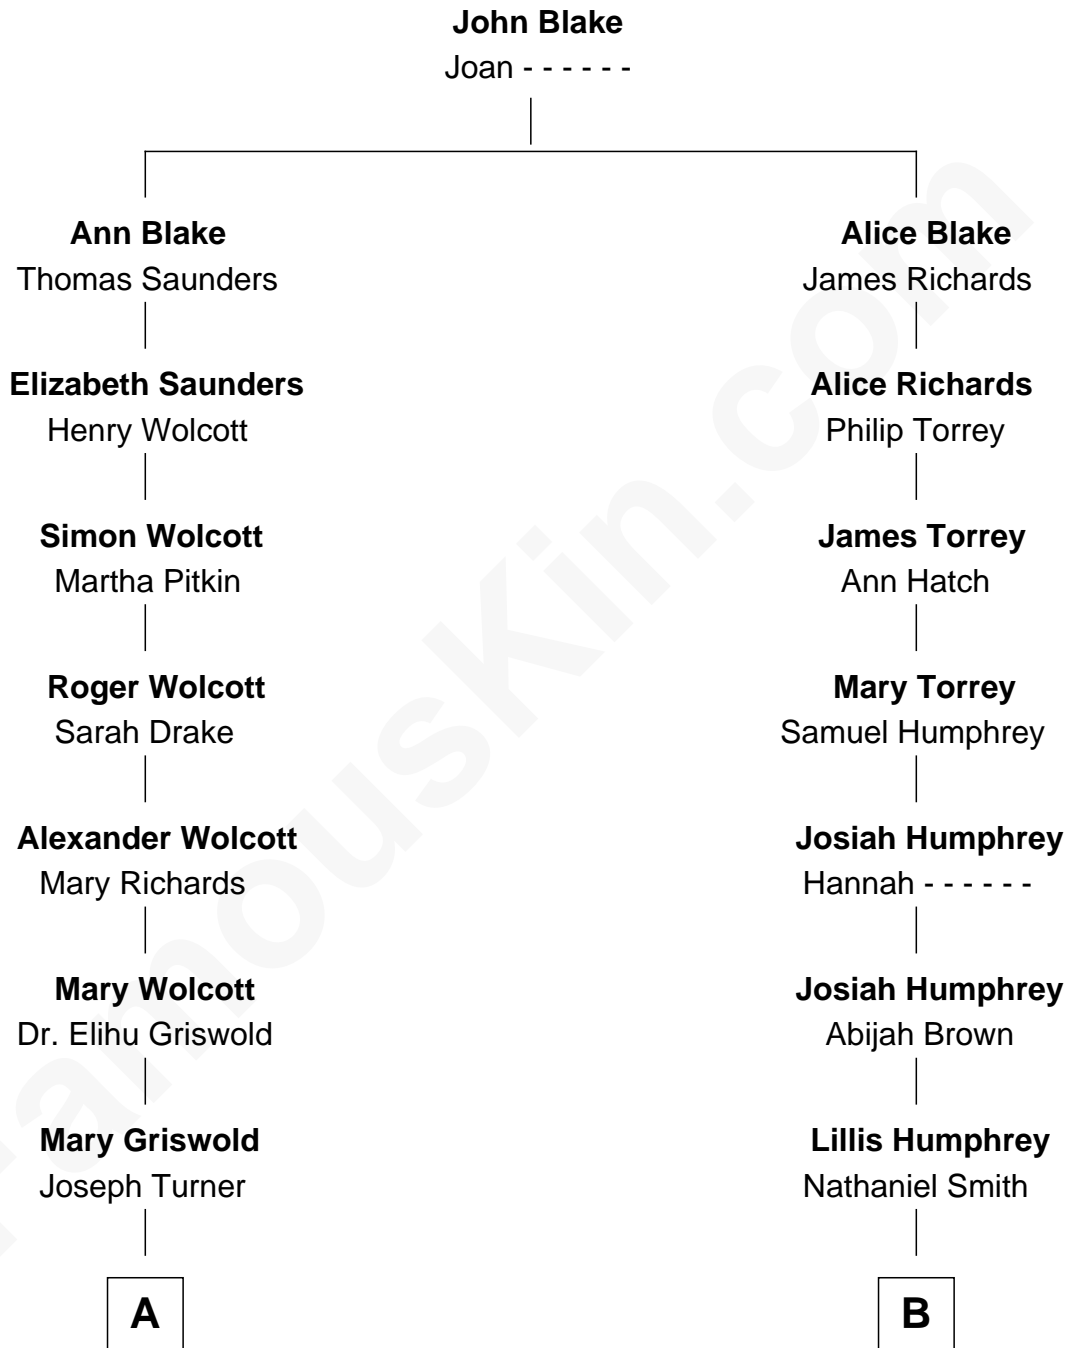 John Blake
Joan - - - - - -
Ann Blake
Thomas Saunders
Alice Blake
James Richards
Elizabeth Saunders
Henry Wolcott
Alice Richards
Philip Torrey
Simon Wolcott
Martha Pitkin
James Torrey
Ann Hatch
Roger Wolcott
Sarah Drake
Mary Torrey
Samuel Humphrey
Alexander Wolcott
Mary Richards
Josiah Humphrey
Hannah - - - - - -
Mary Wolcott
Dr. Elihu Griswold
Josiah Humphrey
Abijah Brown
Mary Griswold
Joseph Turner
Lillis Humphrey
Nathaniel Smith
A
B
FamousKin.com